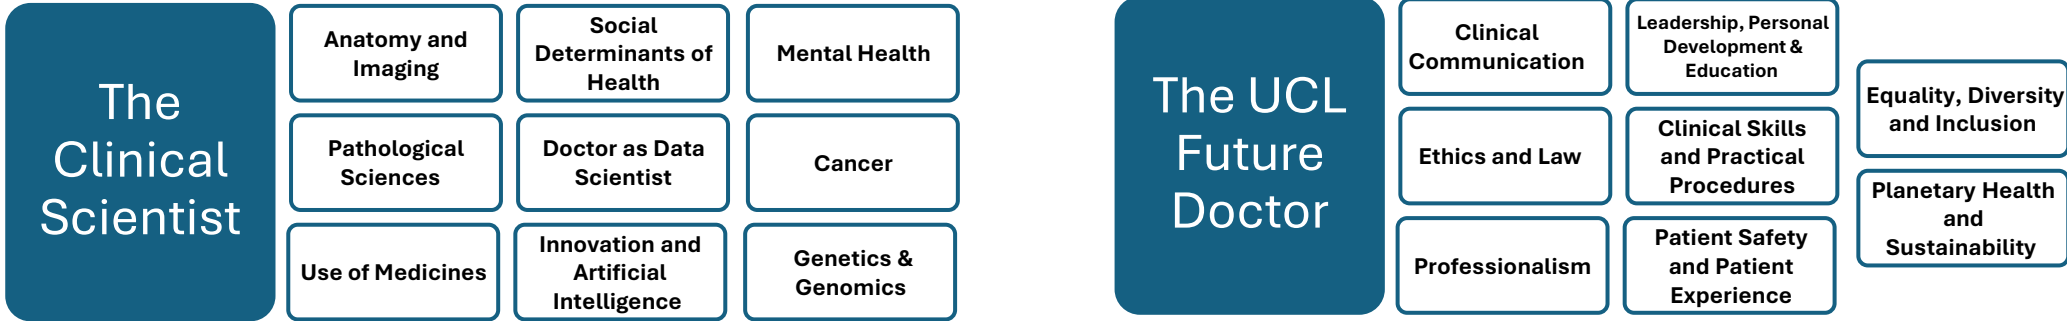 The
Clinical
Scientist
Anatomy and
Imaging
Social
Determinants of
Health
Mental Health
Pathological
Sciences
Doctor as Data
Scientist
Cancer
Use of Medicines
Innovation and
Artificial
Intelligence
Genetics &
Genomics
The UCL
Future
Doctor
Clinical
Communication
Leadership, Personal
Development &
Education
Ethics and Law
Clinical Skills
and Practical
Procedures
Professionalism
Patient Safety
and Patient
Experience
Equality, Diversity
and Inclusion
Planetary Health
and
Sustainability